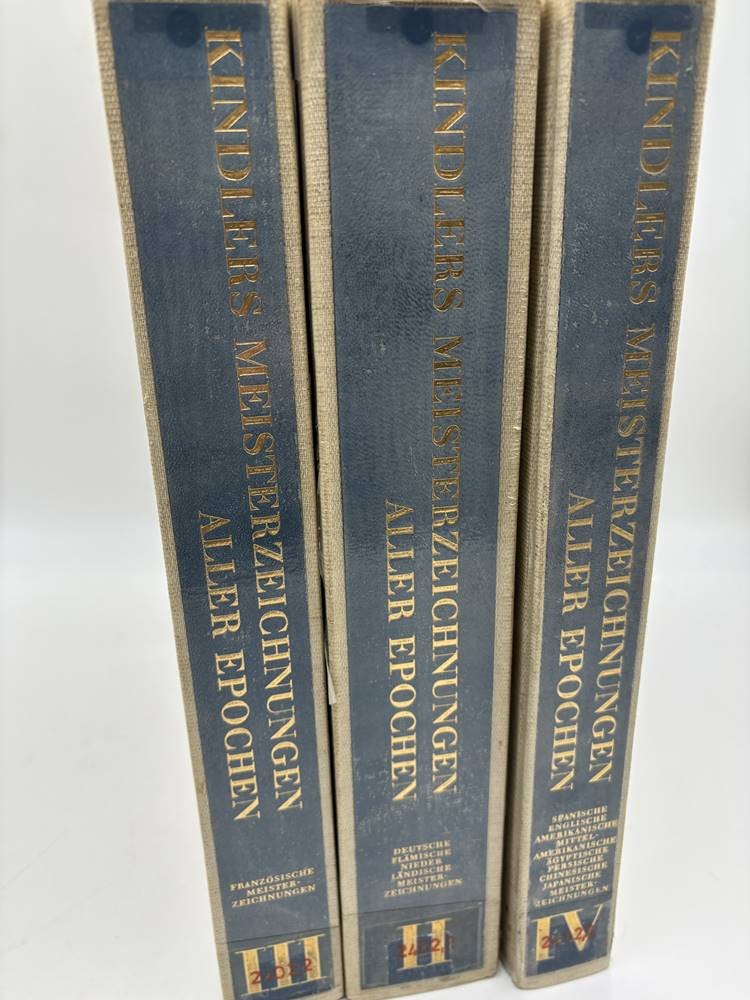 KINDLERS MEISTERZEICHNUNGEN
ALLER EPOCHEN
FRANZÖSISCHE
MEISTER-
ZEICHNUNGEN
III
KINDLERS MEISTERZEICHNUNGEN
ALLER EPOCHEN
DEUTSCHE
FLÄMISCHE
NIEDER
LÄNDISCHE
MEISTER-
ZEICHNUNGEN
II
KINDLERS MEISTERZEICHNUNGEN
ALLER EPOCHEN
SPANISCHE
ENGLISCHE
AMERIKANISCHE
MITTEL-
AMERIKANISCHE
ÄGYPTISCHE
PERSISCHE
CHINESISCHE
JAPANISCHE
MEISTER-
ZEICHNUNGEN
IV